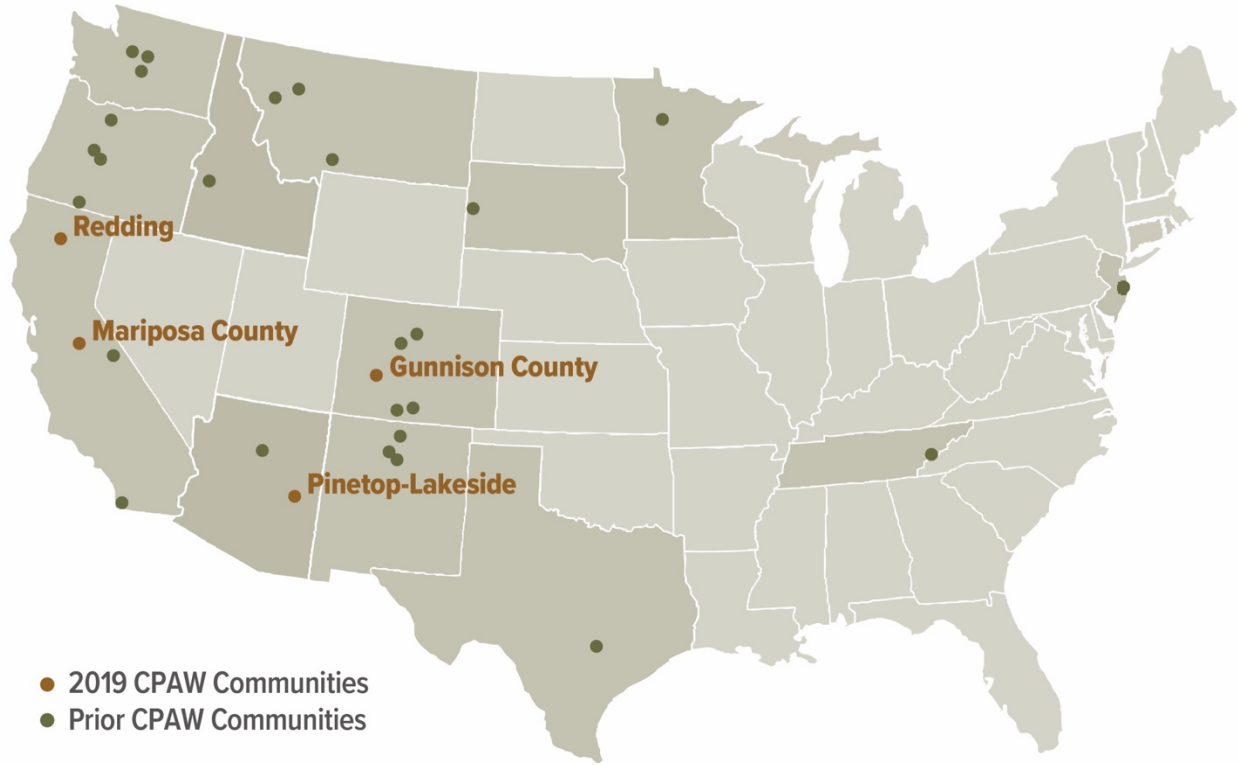 Redding
Mariposa County
Gunnison County
Pinetop-Lakeside
2019 CPAW Communities
Prior CPAW Communities